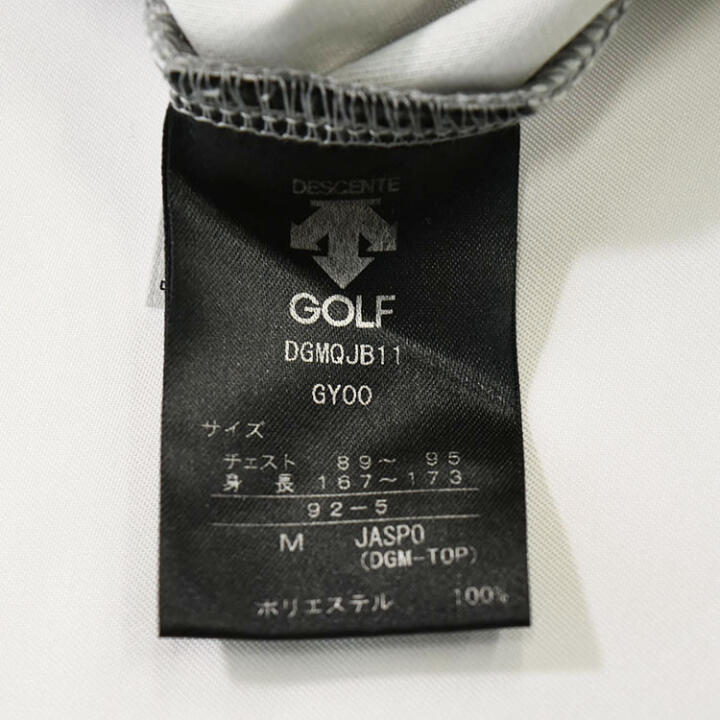 DESCENTE
GOLF
DGMQJB11
GY00
サイズ
チェスト 89〜 95
身 長 167〜173
92-5
M JASPO
(DGM-TOP)
ポリエステル 100%